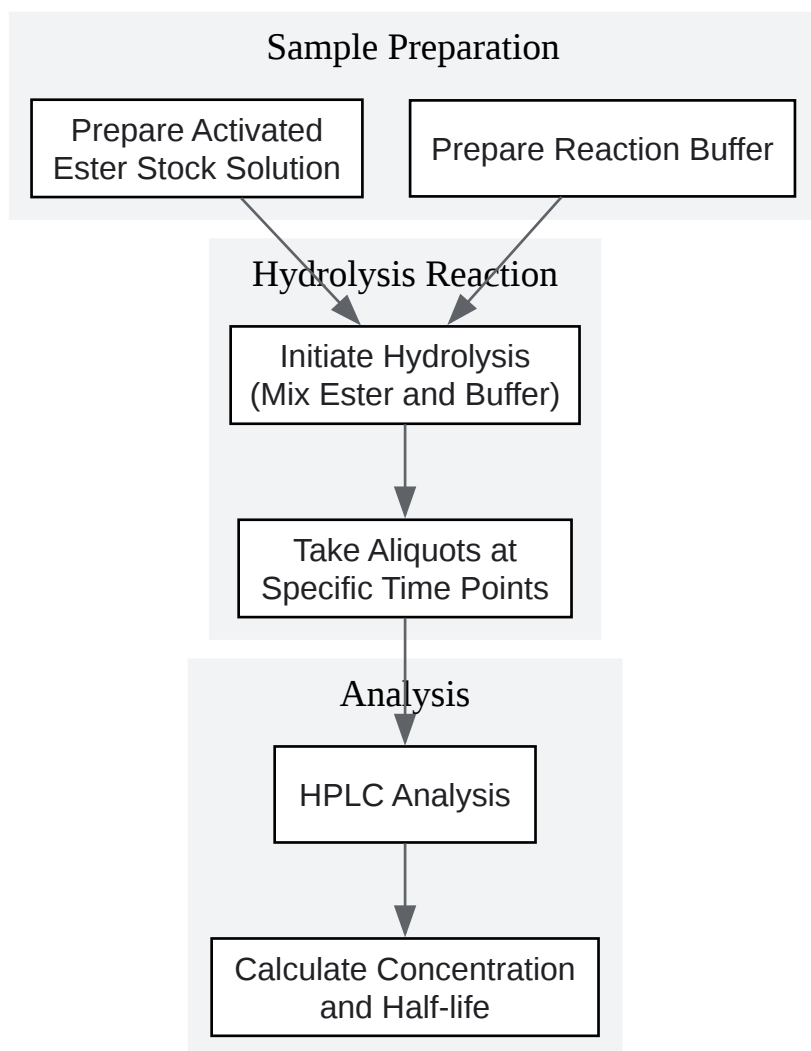 Sample Preparation
Prepare Activated
Ester Stock Solution
Prepare Reaction Buffer
Hydrolysis Reaction
Initiate Hydrolysis
(Mix Ester and Buffer)
Take Aliquots at
Specific Time Points
Analysis
HPLC Analysis
Calculate Concentration
and Half-life